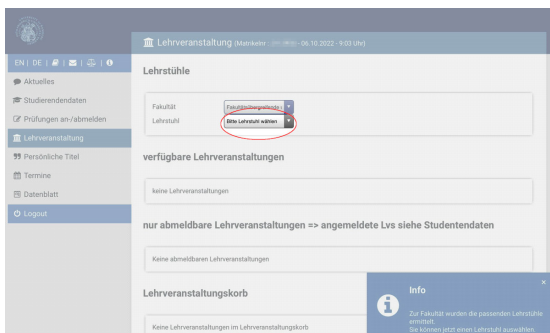 Lehrveranstaltung (Matrikelnr : - 06.10.2022 - 9:03 Uhr)
EN | DE |
Aktuelles
Studierendendaten
Prüfungen an-/abmelden
Lehrveranstaltung
Persönliche Titel
Termine
Datenblatt
Logout
Lehrstühle
Fakultät
Fakultätsübergreifende
Lehrstuhl
Bitte Lehrstuhl wählen
verfügbare Lehrveranstaltungen
keine Lehrveranstaltungen
nur abmeldbare Lehrveranstaltungen => angemeldete Lvs siehe Studentendaten
Keine abmeldbaren Lehrveranstaltungen
Lehrveranstaltungskorb
Keine Lehrveranstaltungen im Lehrveranstaltungskorb
Info
Zur Fakultät wurden die passenden Lehrstühle
ermittelt.
Sie können jetzt einen Lehrstuhl auswählen.